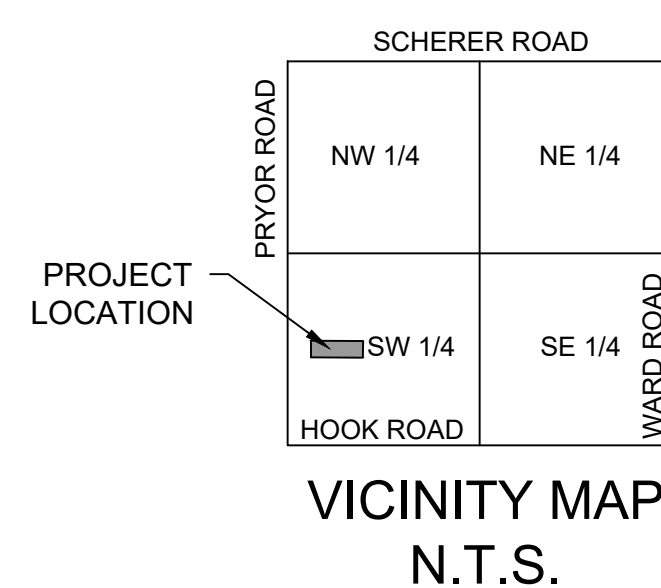 SCHERER ROAD
PRYOR ROAD
NW 1/4
NE 1/4
PROJECT
LOCATION
SW 1/4
SE 1/4
WARD ROAD
HOOK ROAD
VICINITY MAP
N.T.S.